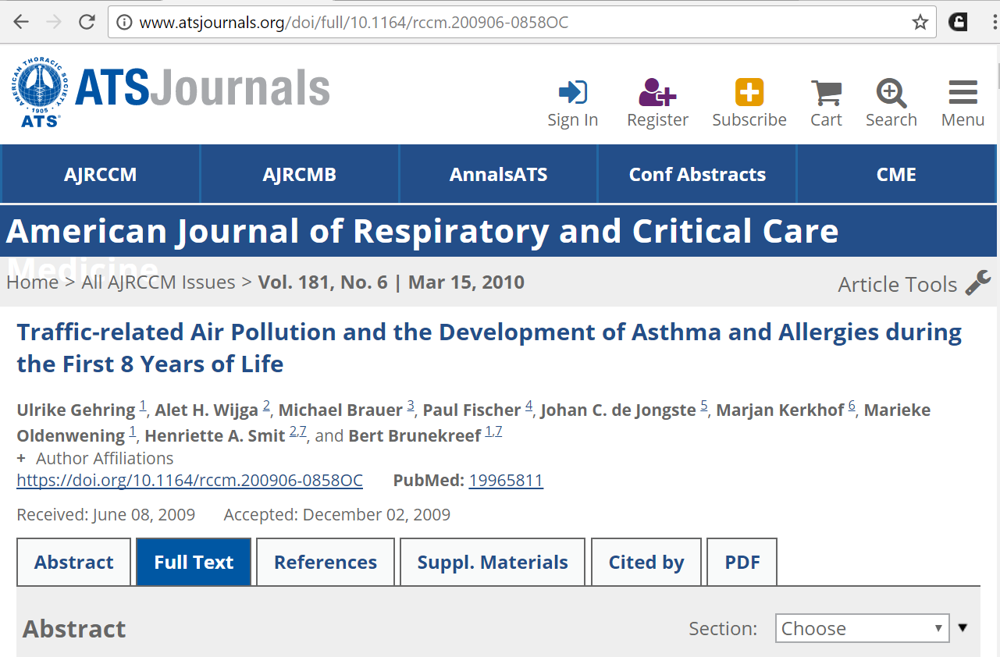 www.atsjournals.org/doi/full/10.1164/rccm.200906-0858OC
AMERICAN THORACIC SOCIETY
• 1905 •
ATS®
ATSJournals
Sign In Register Subscribe Cart Search Menu
AJRCCM AJRCMB AnnalsATS Conf Abstracts CME
American Journal of Respiratory and Critical Care
Medicine
Home > All AJRCCM Issues > Vol. 181, No. 6 | Mar 15, 2010 Article Tools
Traffic-related Air Pollution and the Development of Asthma and Allergies during
the First 8 Years of Life
Ulrike Gehring 1, Alet H. Wijga 2, Michael Brauer 3, Paul Fischer 4, Johan C. de Jongste 5, Marjan Kerkhof 6, Marieke
Oldenwening 1, Henriette A. Smit 2,7, and Bert Brunekreef 1,7
+ Author Affiliations
https://doi.org/10.1164/rccm.200906-0858OC PubMed: 19965811
Received: June 08, 2009 Accepted: December 02, 2009
Abstract Full Text References Suppl. Materials Cited by PDF
Abstract Section: Choose